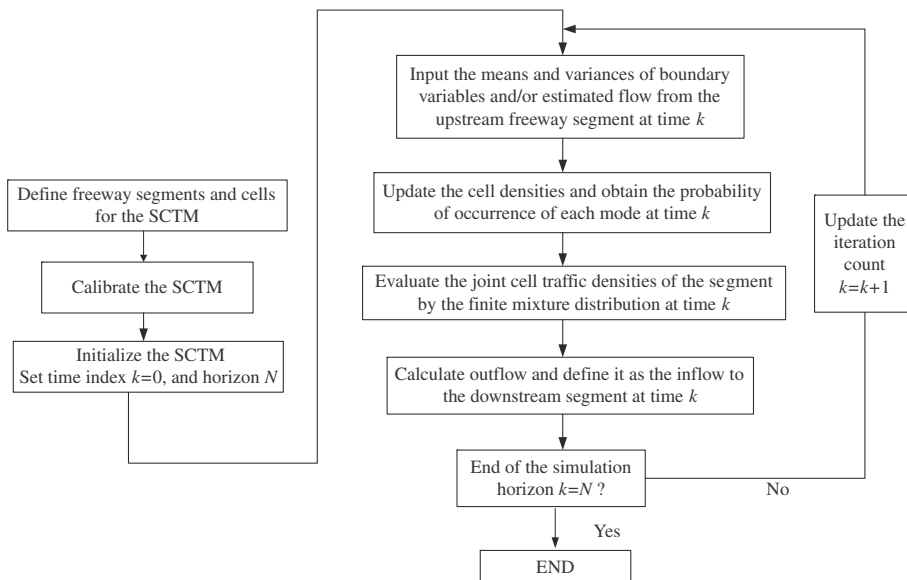 Define freeway segments and cells
for the SCTM
Calibrate the SCTM
Initialize the SCTM
Set time index k=0, and horizon N
Input the means and variances of boundary
variables and/or estimated flow from the
upstream freeway segment at time k
Update the cell densities and obtain the probability
of occurrence of each mode at time k
Evaluate the joint cell traffic densities of the segment
by the finite mixture distribution at time k
Calculate outflow and define it as the inflow to
the downstream segment at time k
End of the simulation
horizon k=N ?
No
Yes
END
Update the
iteration
count
k=k+1